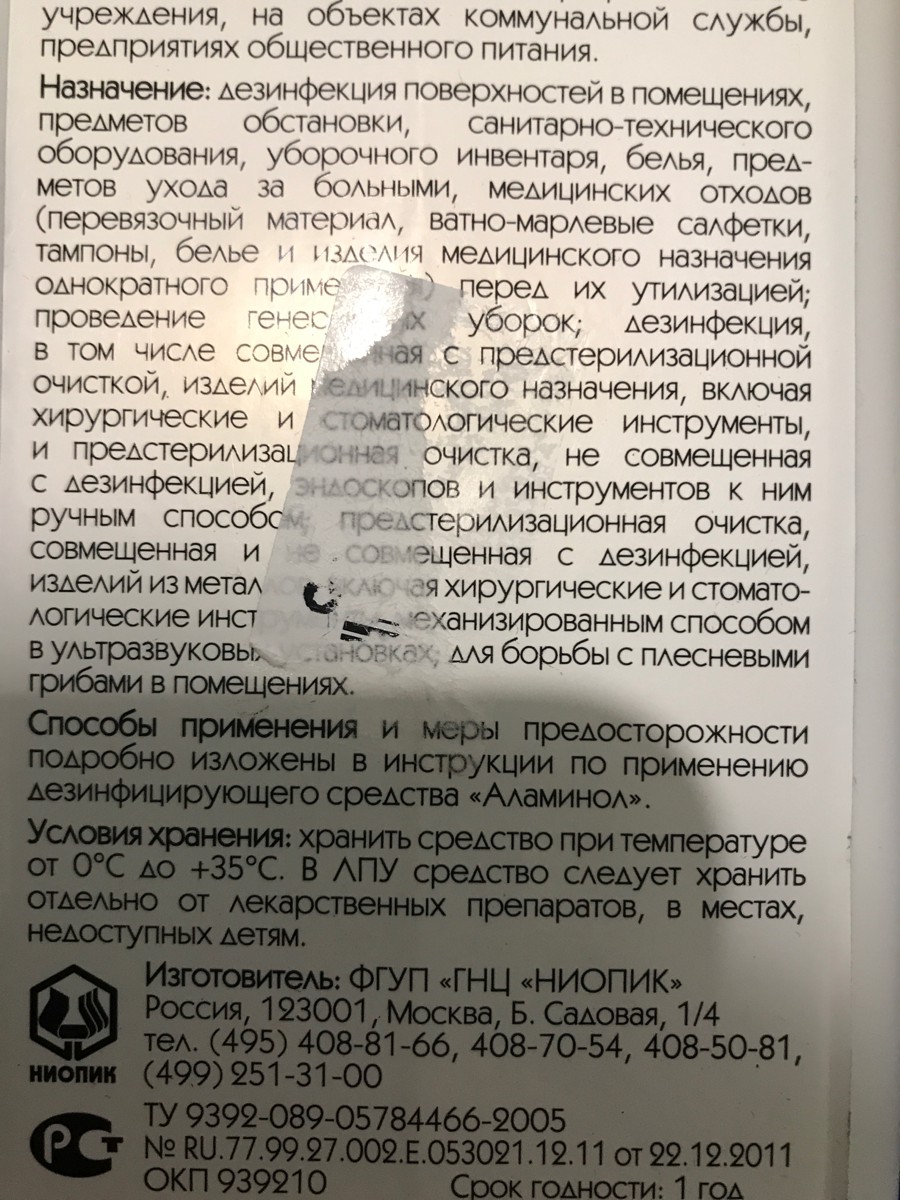 учреждения, на объектах коммунальной службы,
предприятиях общественного питания.
Назначение: дезинфекция поверхностей в помещениях,
предметов обстановки, санитарно-технического
оборудования, уборочного инвентаря, белья, пред-
метов ухода за больными, медицинских отходов
(перевязочный материал, ватно-марлевые салфетки,
тампоны, белье и изделия медицинского назначения
однократного перед их утилизацией;
проведение уборок; дезинфекция,
в том числе с предстерилизационной
очисткой, изделий медицинского назначения, включая
хирургические и стоматологические инструменты,
и предстерилизационная очистка, не совмещенная
с дезинфекцией, эндоскопов и инструментов к ним
ручным способом; предстерилизационная очистка,
совмещенная и не совмещенная с дезинфекцией,
изделий из включая хирургические и стомато-
логические механизированным способом
в ультразвуковых установках; для борьбы с плесневыми
грибами в помещениях.
Способы применения и меры предосторожности
подробно изложены в инструкции по применению
дезинфицирующего средства «Аламинол».
Условия хранения: хранить средство при температуре
от 0°С до +35°С. В ЛПУ средство следует хранить
отдельно от лекарственных препаратов, в местах,
недоступных детям.
Изготовитель: ФГУП «ГНЦ «НИОПИК»
Россия, 123001, Москва, Б. Садовая, 1/4
тел. (495) 408-81-66, 408-70-54, 408-50-81,
(499) 251-31-00
НИОПИК
ТУ 9392-089-05784466-2005
№ RU.77.99.27.002.Е.053021.12.11 от 22.12.2011
ОКП 939210 Срок годности: 1 год
РСТ